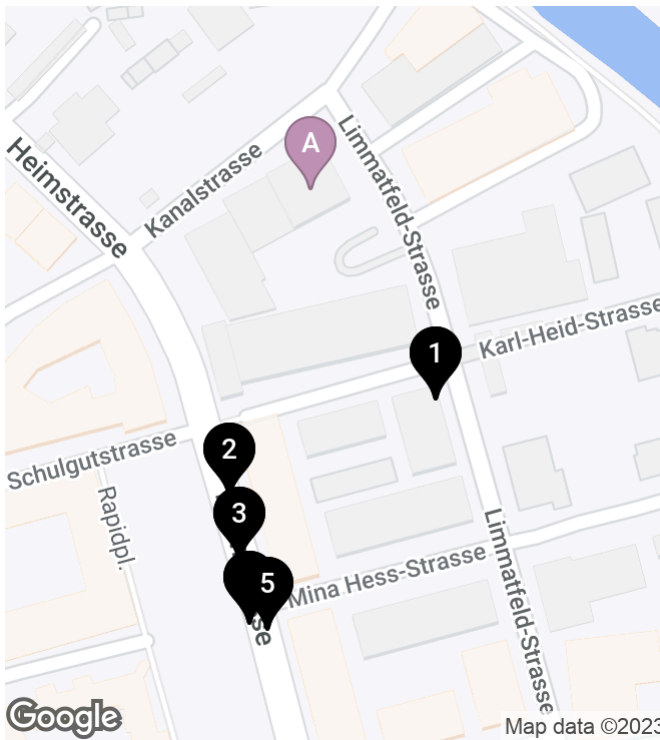 A
Limmatfeld-Strasse
Heimstrasse
Kanalstrasse
1
Karl-Heid-Strasse
2
Schulgutstrasse
3
Rapidpl.
5
Mina Hess-Strasse
Limmatfeld-Strasse
sse
Google
Map data ©2023